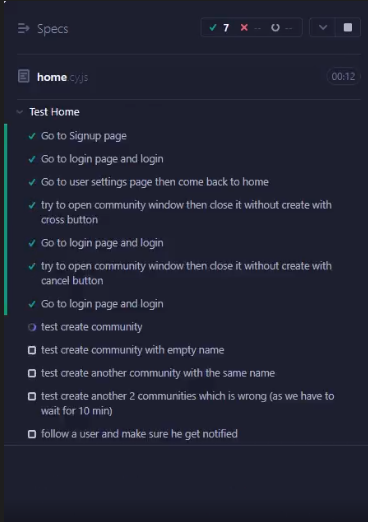 Specs
7 -- --
home.cy.js
00:12
Test Home
Go to Signup page
Go to login page and login
Go to user settings page then come back to home
try to open community window then close it without create with
cross button
Go to login page and login
try to open community window then close it without create with
cancel button
Go to login page and login
test create community
test create community with empty name
test create another community with the same name
test create another 2 communities which is wrong (as we have to
wait for 10 min)
follow a user and make sure he get notified